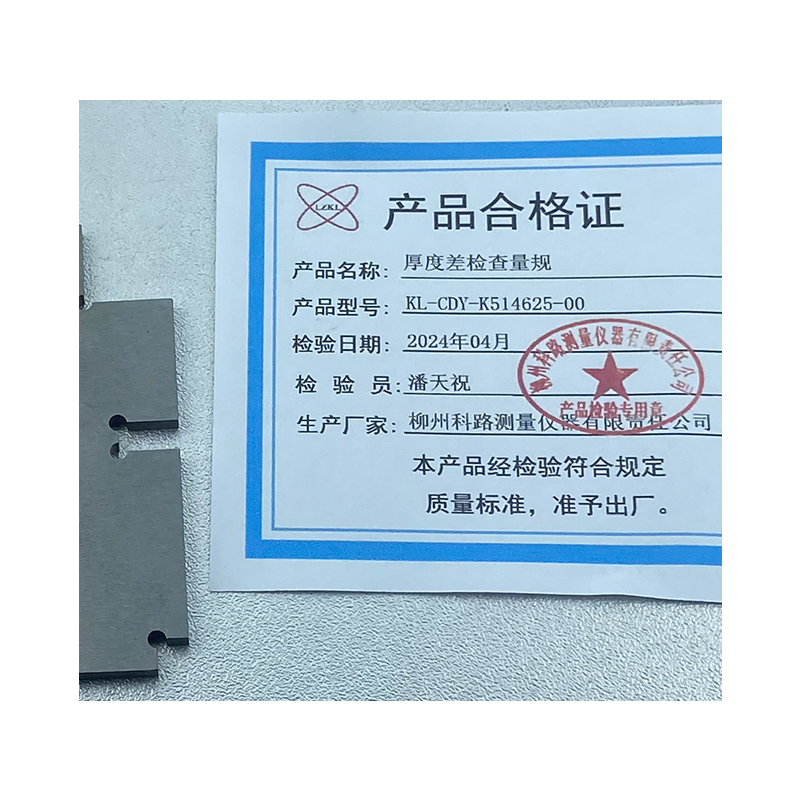 LZKL
产品合格证
产品名称: 厚度差检查量规
产品型号: KL-CDY-K514625-00
检验日期: 2024年04月
检 验 员: 潘天祝
生产厂家: 柳州科路测量仪器有限责任公司
柳州科路测量仪器有限责任公司
产品检验专用章
本产品经检验符合规定
质量标准，准予出厂。